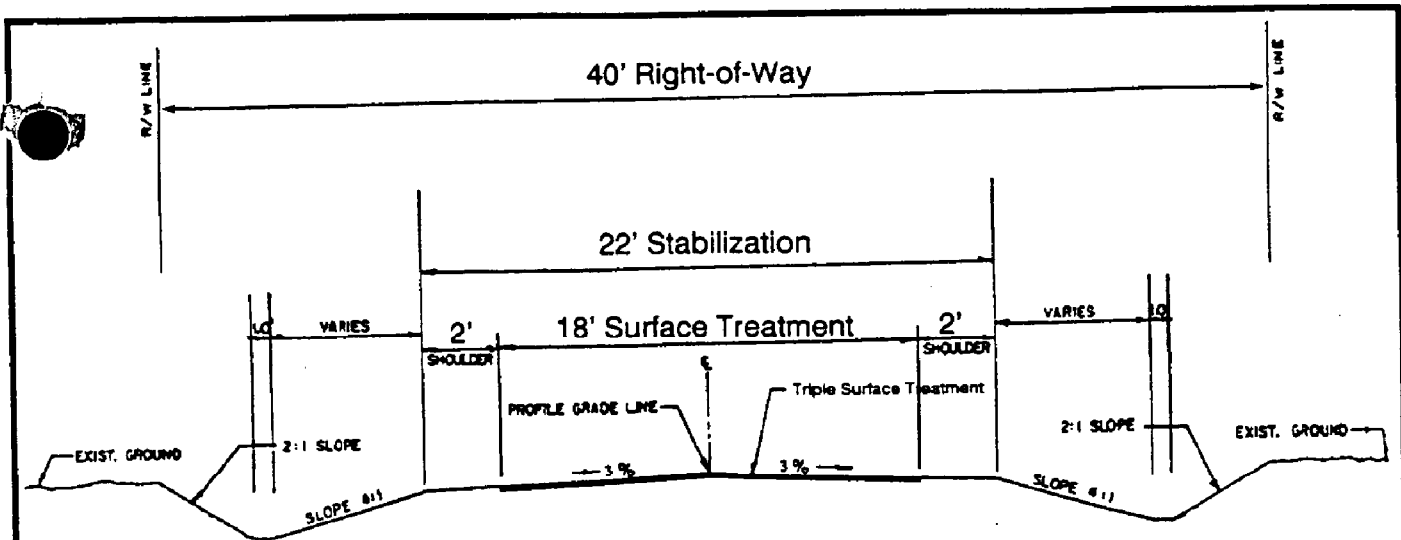 40' Right-of-Way
R/W LINE
R/W LINE
22' Stabilization
1.0'
VARIES
2'
SHOULDER
18' Surface Treatment
2'
SHOULDER
VARIES
1.0'
℄
PROFILE GRADE LINE
Triple Surface Treatment
EXIST. GROUND
2:1 SLOPE
3%
3%
2:1 SLOPE
EXIST. GROUND
SLOPE
SLOPE